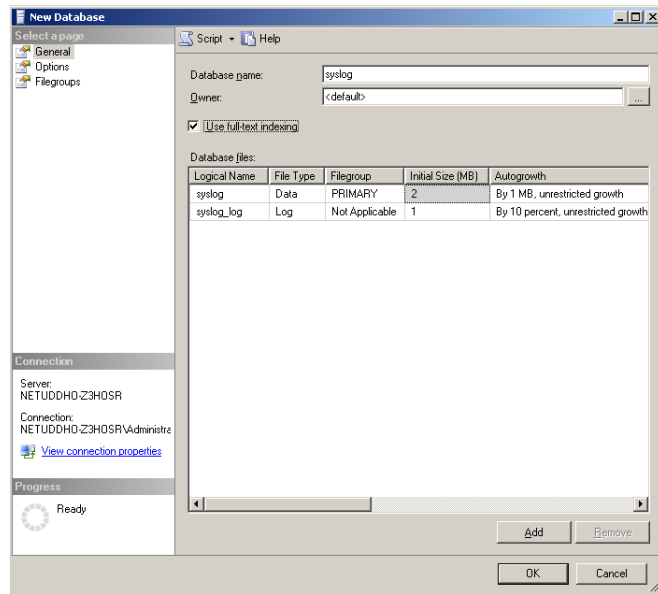 New Database
Select a page
General
Options
Filegroups
Script Help
Database name: syslog
Owner: <default> ...
Use full-text indexing
Database files:
Logical Name File Type Filegroup Initial Size (MB) Autogrowth
syslog Data PRIMARY 2 By 1 MB, unrestricted growth
syslog_log Log Not Applicable 1 By 10 percent, unrestricted growth
Connection
Server:
NETUDDHO-Z3HOSR
Connection:
NETUDDHO-Z3HOSR\Administra
View connection properties
Progress
Ready
Add Remove
OK Cancel